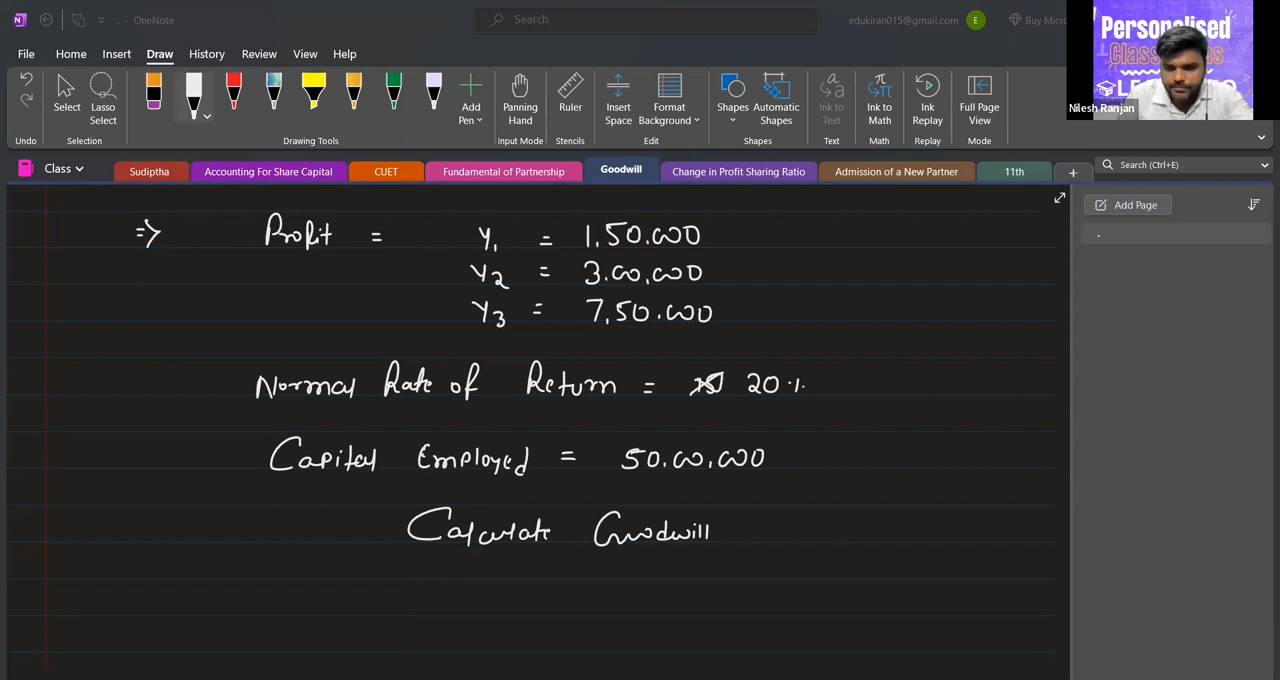 . - OneNote
Search
edukiran015@gmail.com
E
Buy Micr
Personalised
Nilesh Ranjan
File Home Insert Draw History Review View Help
Undo
Select
Lasso Select
Selection
Drawing Tools
Add Pen
Panning Hand
Input Mode
Ruler
Stencils
Insert Space
Format Background
Edit
Shapes
Automatic Shapes
Shapes
Ink to Text
Text
Ink to Math
Math
Ink Replay
Replay
Full Page View
Mode
Class
Sudiptha
Accounting For Share Capital
CUET
Fundamental of Partnership
Goodwill
Change in Profit Sharing Ratio
Admission of a New Partner
11th
+
Search (Ctrl+E)
Add Page
.
⇒ Profit = Y1 = 1,50,000
Y2 = 3,00,000
Y3 = 7,50,000
Normal Rate of Return = 20%
Capital Employed = 50,00,000
Calculate Goodwill